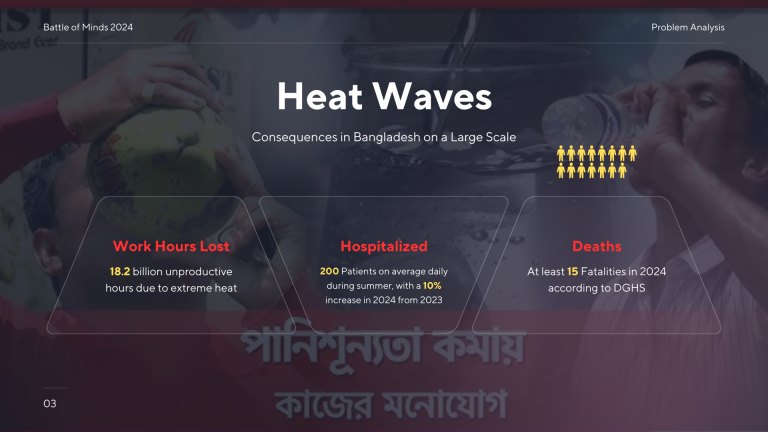 Battle of Minds 2024
Problem Analysis
Brand Ever
Heat Waves
Consequences in Bangladesh on a Large Scale
Work Hours Lost
18.2 billion unproductive
hours due to extreme heat
Hospitalized
200 Patients on average daily
during summer, with a 10%
increase in 2024 from 2023
Deaths
At least 15 Fatalities in 2024
according to DGHS
পানিশূন্যতা কমায়
কাজের মনোযোগ
03